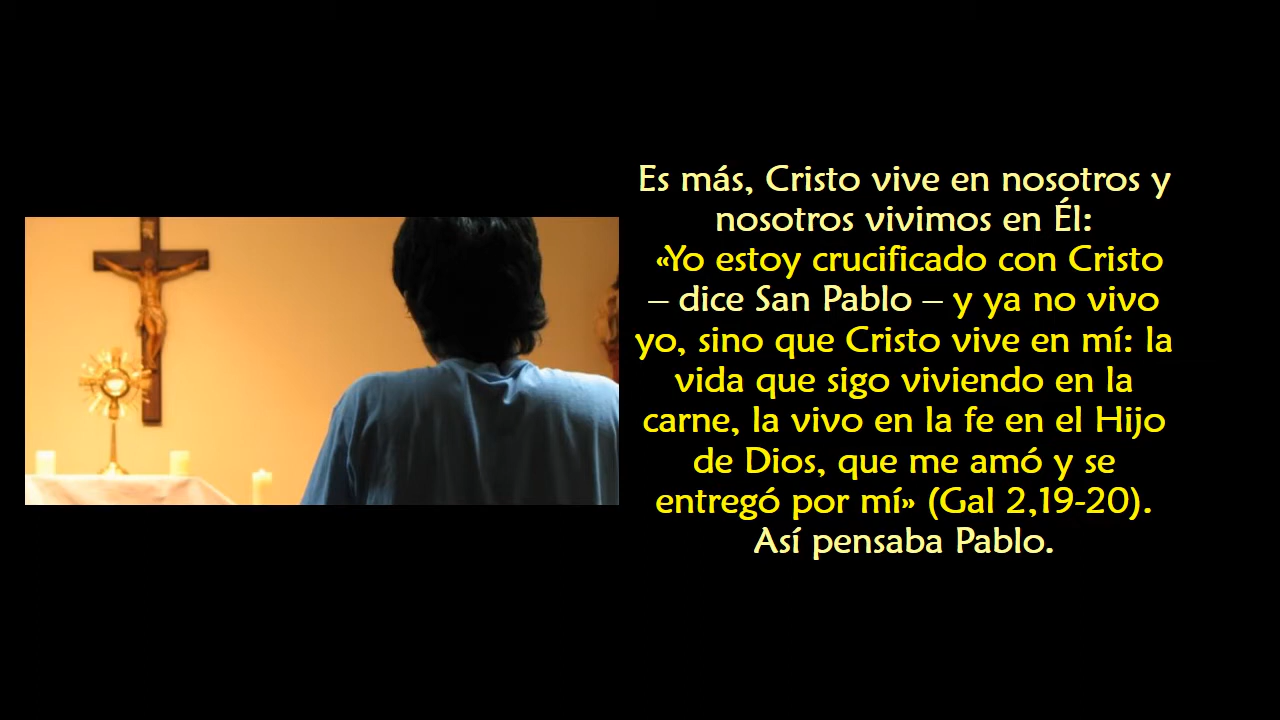 Es más, Cristo vive en nosotros y
nosotros vivimos en Él:
«Yo estoy crucificado con Cristo
– dice San Pablo – y ya no vivo
yo, sino que Cristo vive en mí: la
vida que sigo viviendo en la
carne, la vivo en la fe en el Hijo
de Dios, que me amó y se
entregó por mí» (Gal 2,19-20).
Así pensaba Pablo.